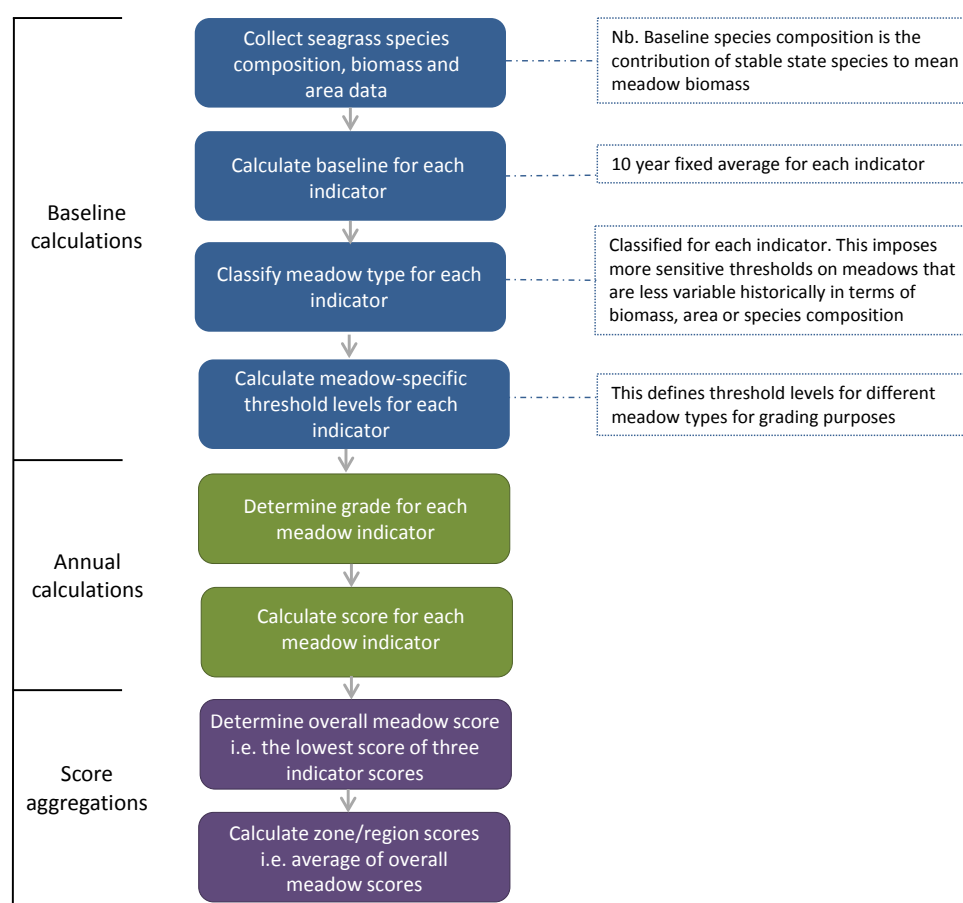 Collect seagrass species
composition, biomass and
area data
Nb. Baseline species composition is the
contribution of stable state species to mean
meadow biomass
Calculate baseline for each
indicator
10 year fixed average for each indicator
Baseline
calculations
Classify meadow type for each
indicator
Classified for each indicator. This imposes
more sensitive thresholds on meadows that
are less variable historically in terms of
biomass, area or species composition
Calculate meadow-specific
threshold levels for each
indicator
This defines threshold levels for different
meadow types for grading purposes
Annual
calculations
Determine grade for each
meadow indicator
Calculate score for each
meadow indicator
Score
aggregations
Determine overall meadow score
i.e. the lowest score of three
indicator scores
Calculate zone/region scores
i.e. average of overall
meadow scores